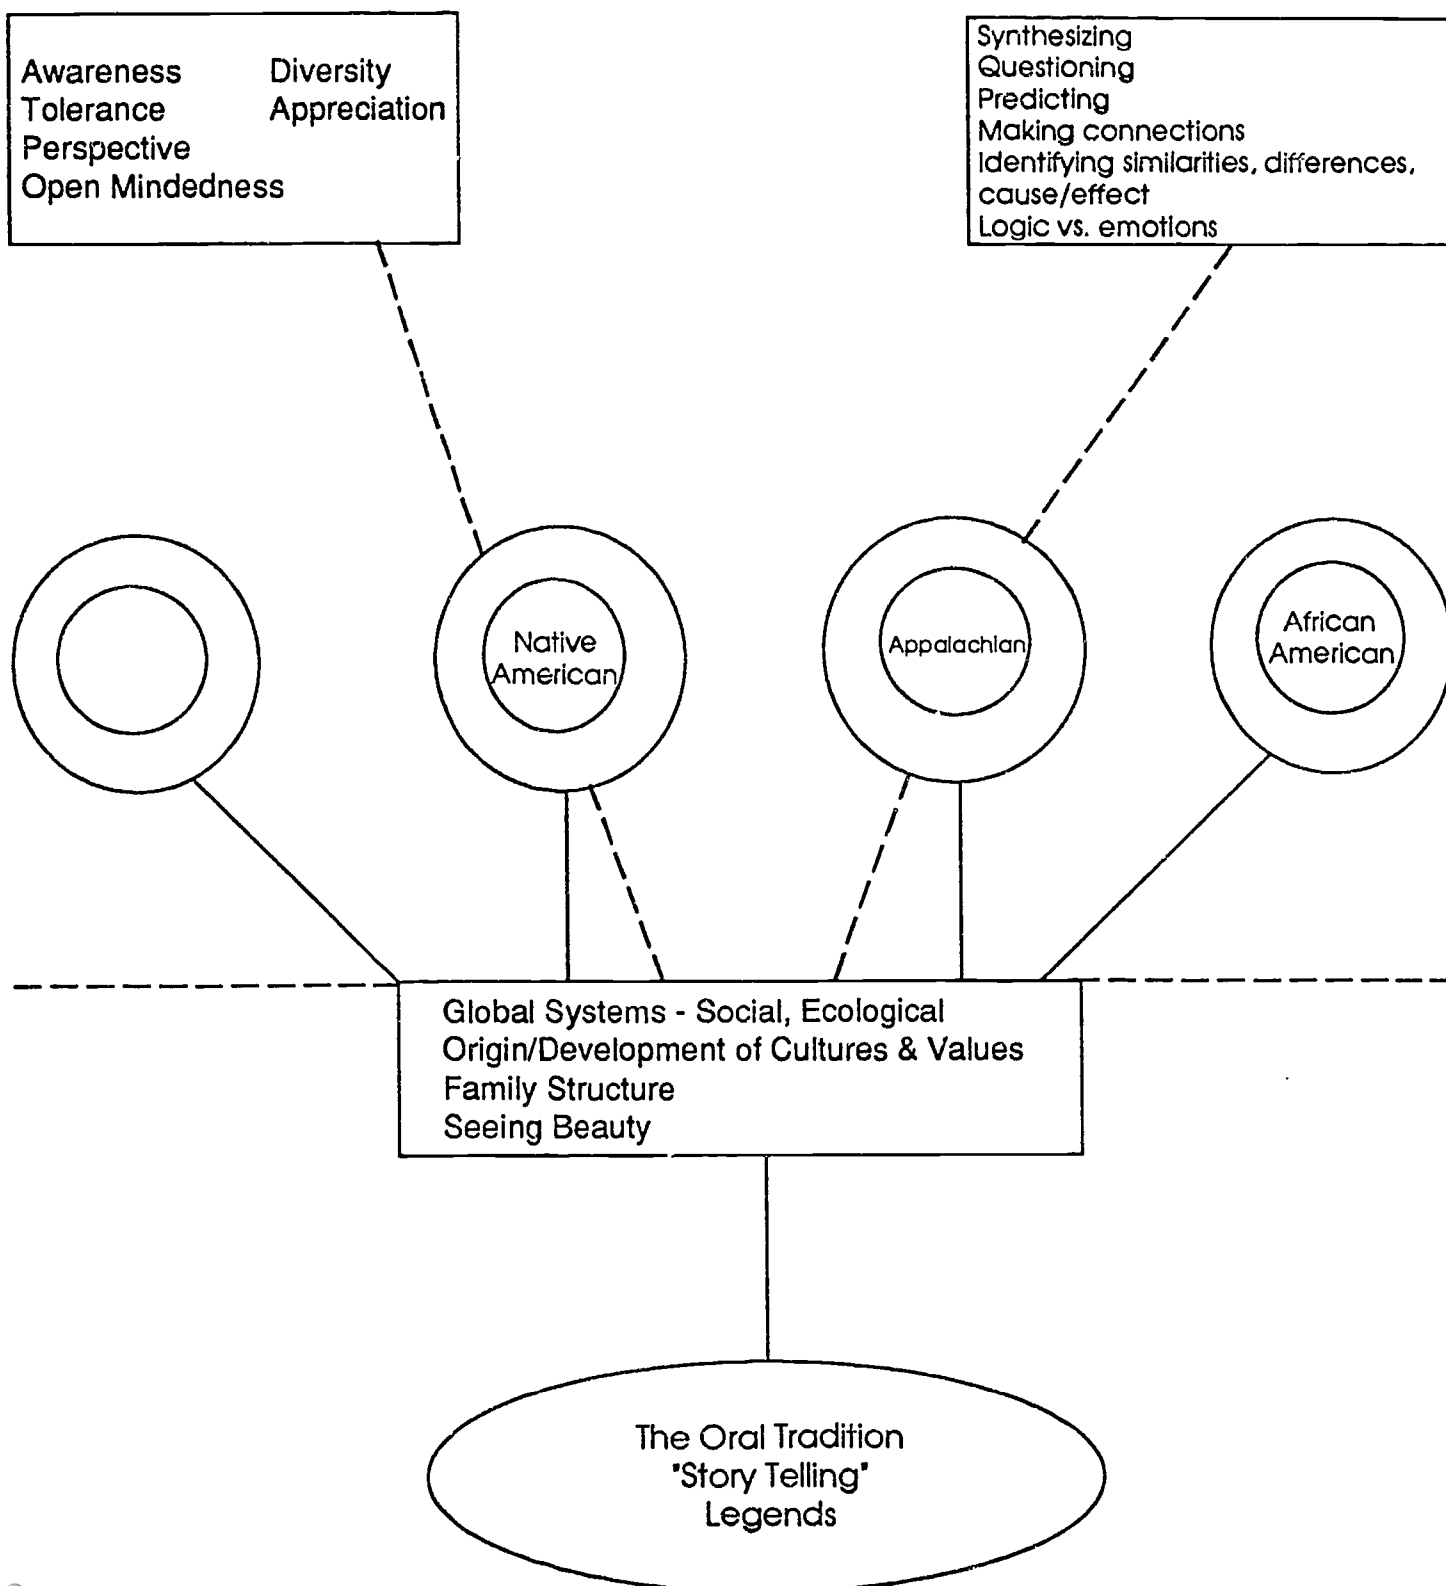 Awareness Diversity
Tolerance Appreciation
Perspective
Open Mindedness
Synthesizing
Questioning
Predicting
Making connections
Identifying similarities, differences,
cause/effect
Logic vs. emotions
Native
American
Appalachian
African
American
Global Systems - Social, Ecological
Origin/Development of Cultures & Values
Family Structure
Seeing Beauty
The Oral Tradition
"Story Telling"
Legends